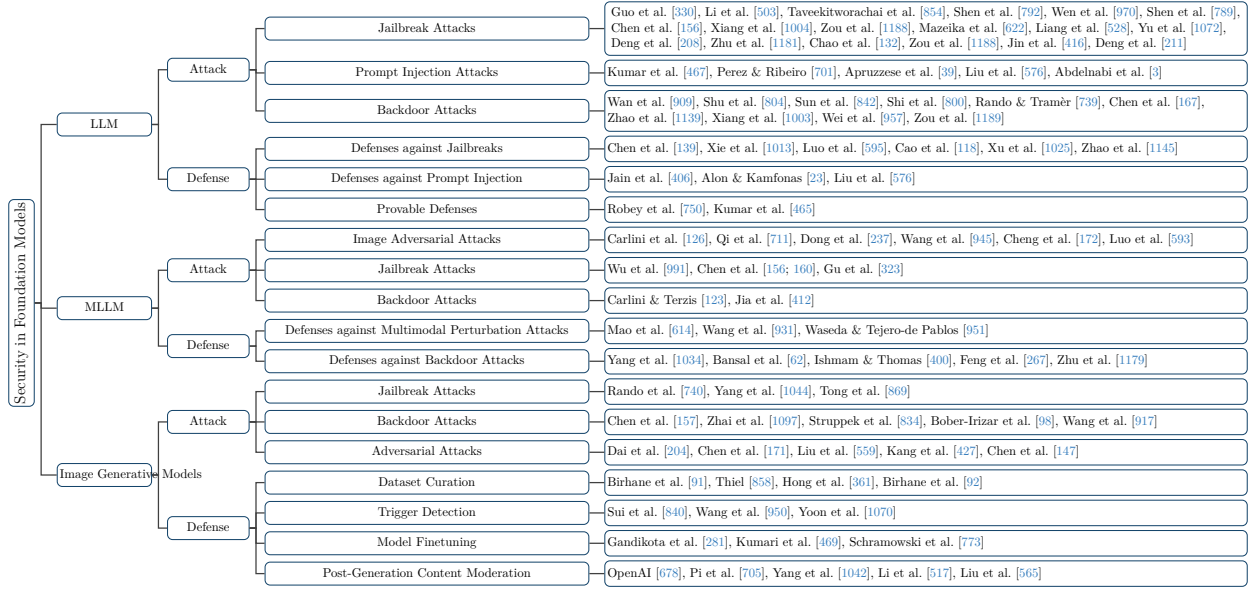 Security in Foundation Models
LLM
Attack
Jailbreak Attacks
Guo et al. [330], Li et al. [503], Taveekitworachai et al. [854], Shen et al. [792], Wen et al. [970], Shen et al. [789],
Chen et al. [156], Xiang et al. [1004], Zou et al. [1188], Mazeika et al. [622], Liang et al. [528], Yu et al. [1072],
Deng et al. [208], Zhu et al. [1181], Chao et al. [132], Zou et al. [1188], Jin et al. [416], Deng et al. [211]
Prompt Injection Attacks
Kumar et al. [467], Perez & Ribeiro [701], Apruzzese et al. [39], Liu et al. [576], Abdelnabi et al. [3]
Backdoor Attacks
Wan et al. [909], Shu et al. [804], Sun et al. [842], Shi et al. [800], Rando & Tramèr [739], Chen et al. [167],
Zhao et al. [1139], Xiang et al. [1003], Wei et al. [957], Zou et al. [1189]
Defense
Defenses against Jailbreaks
Chen et al. [139], Xie et al. [1013], Luo et al. [595], Cao et al. [118], Xu et al. [1025], Zhao et al. [1145]
Defenses against Prompt Injection
Jain et al. [406], Alon & Kamfonas [23], Liu et al. [576]
Provable Defenses
Robey et al. [750], Kumar et al. [465]
MLLM
Attack
Image Adversarial Attacks
Carlini et al. [126], Qi et al. [711], Dong et al. [237], Wang et al. [945], Cheng et al. [172], Luo et al. [593]
Jailbreak Attacks
Wu et al. [991], Chen et al. [156; 160], Gu et al. [323]
Backdoor Attacks
Carlini & Terzis [123], Jia et al. [412]
Defense
Defenses against Multimodal Perturbation Attacks
Mao et al. [614], Wang et al. [931], Waseda & Tejero-de Pablos [951]
Defenses against Backdoor Attacks
Yang et al. [1034], Bansal et al. [62], Ishmam & Thomas [400], Feng et al. [267], Zhu et al. [1179]
Image Generative Models
Attack
Jailbreak Attacks
Rando et al. [740], Yang et al. [1044], Tong et al. [869]
Backdoor Attacks
Chen et al. [157], Zhai et al. [1097], Struppek et al. [834], Bober-Irizar et al. [98], Wang et al. [917]
Adversarial Attacks
Dai et al. [204], Chen et al. [171], Liu et al. [559], Kang et al. [427], Chen et al. [147]
Defense
Dataset Curation
Birhane et al. [91], Thiel [858], Hong et al. [361], Birhane et al. [92]
Trigger Detection
Sui et al. [840], Wang et al. [950], Yoon et al. [1070]
Model Finetuning
Gandikota et al. [281], Kumari et al. [469], Schramowski et al. [773]
Post-Generation Content Moderation
OpenAI [678], Pi et al. [705], Yang et al. [1042], Li et al. [517], Liu et al. [565]